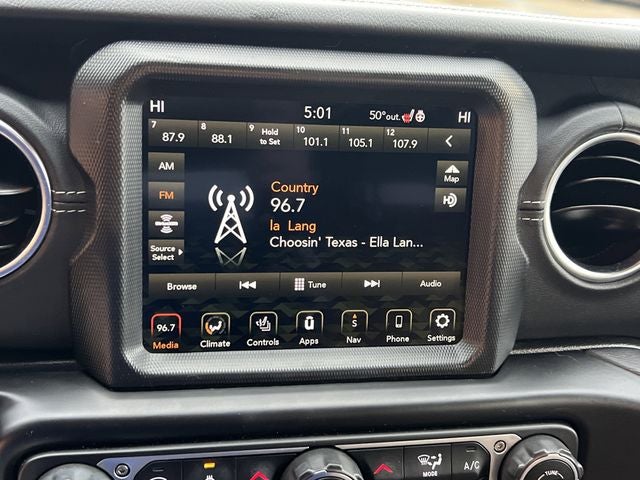 HI 5:01 50°out. HI
7 87.9 8 88.1 9 Hold to Set 10 101.1 11 105.1 12 107.9
AM
Map
Country
FM
96.7
la Lang
Choosin' Texas - Ella Lan...
Source Select
Browse Tune Audio
96.7 S
Media Climate Controls Apps Nav Phone Settings
MODE A/C TUNE